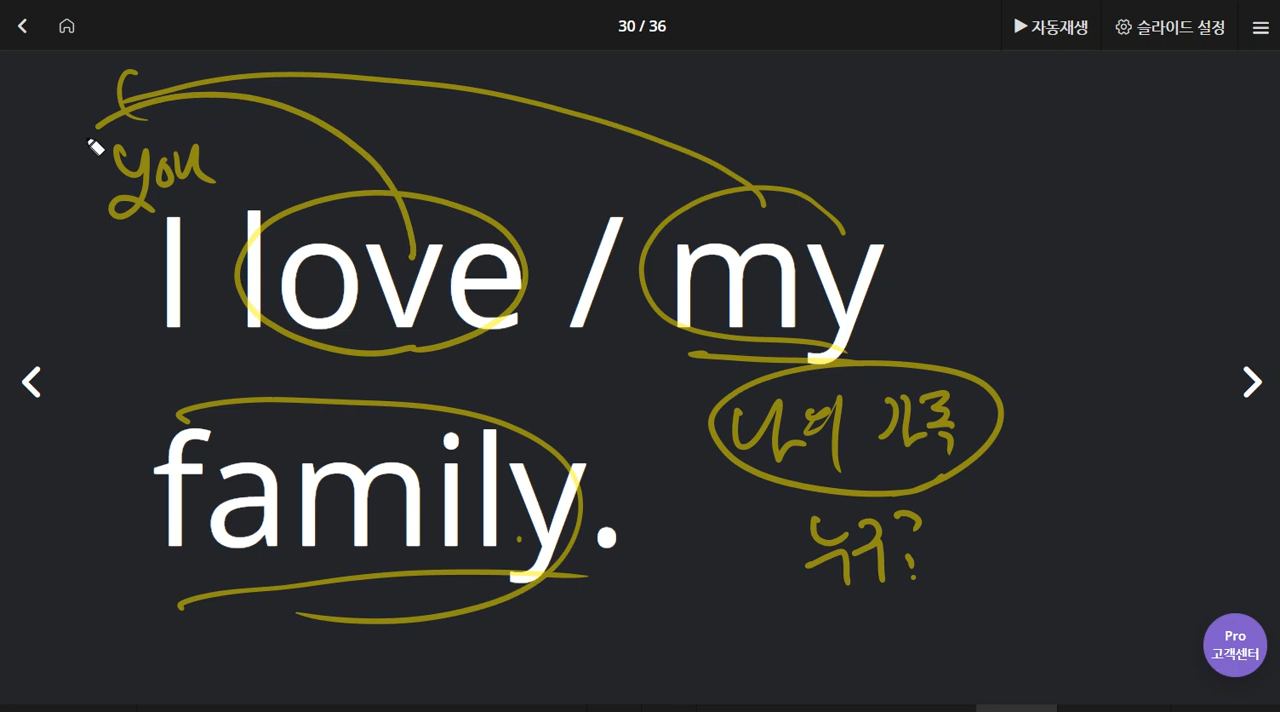 30 / 36
▶ 자동재생
슬라이드 설정
you
I love / my
family.
나의 가족
누구?
Pro
고객센터